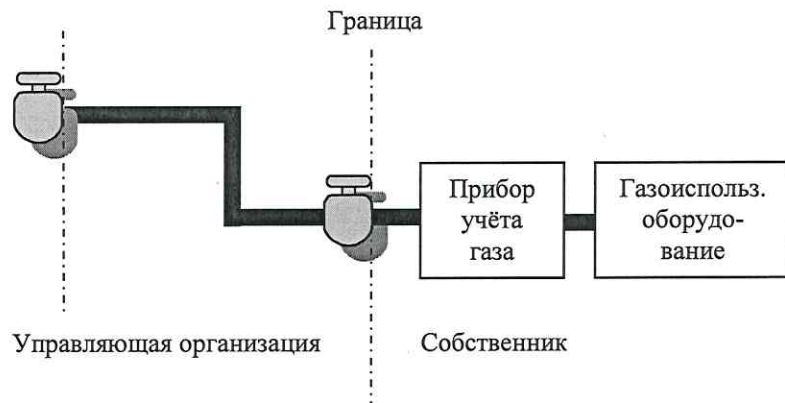 Граница
Прибор
учёта
газа
Газоиспольз.
оборудо-
вание
Управляющая организация
Собственник